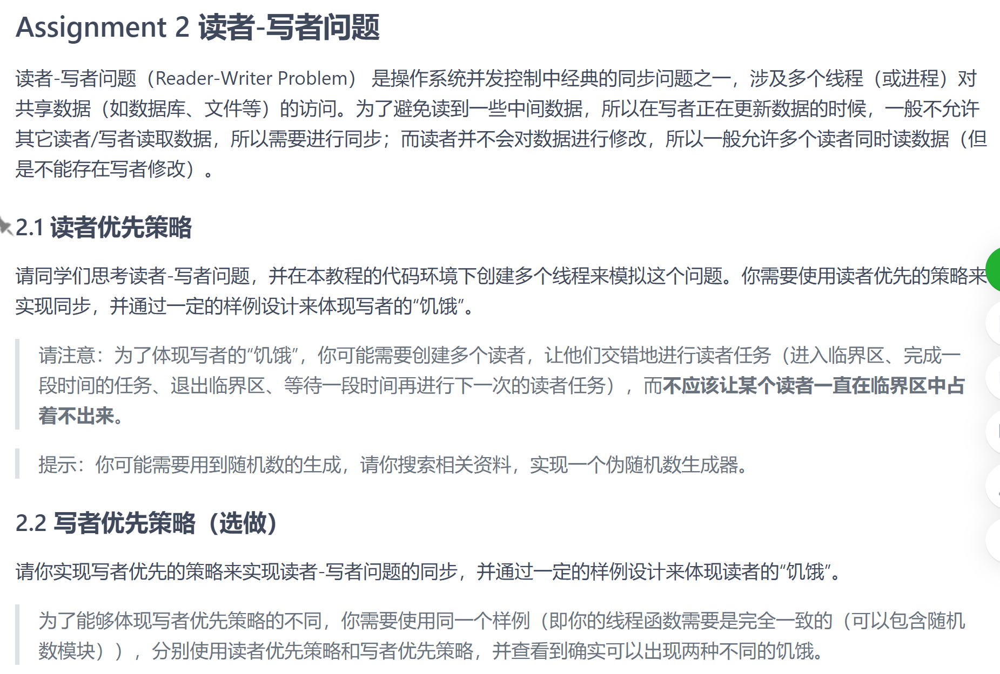 Assignment 2 读者-写者问题
读者-写者问题（Reader-Writer Problem） 是操作系统并发控制中经典的同步问题之一，涉及多个线程（或进程）对
共享数据（如数据库、文件等）的访问。为了避免读到一些中间数据，所以在写者正在更新数据的时候，一般不允许
其它读者/写者读取数据，所以需要进行同步；而读者并不会对数据进行修改，所以一般允许多个读者同时读数据（但
是不能存在写者修改）。
2.1 读者优先策略
请同学们思考读者-写者问题，并在本教程的代码环境下创建多个线程来模拟这个问题。你需要使用读者优先的策略来
实现同步，并通过一定的样例设计来体现写者的“饥饿”。
请注意：为了体现写者的“饥饿”，你可能需要创建多个读者，让他们交错地进行读者任务（进入临界区、完成一
段时间的任务、退出临界区、等待一段时间再进行下一次的读者任务），而不应该让某个读者一直在临界区中占
着不出来。
提示：你可能需要用到随机数的生成，请你搜索相关资料，实现一个伪随机数生成器。
2.2 写者优先策略（选做）
请你实现写者优先的策略来实现读者-写者问题的同步，并通过一定的样例设计来体现读者的“饥饿”。
为了能够体现写者优先策略的不同，你需要使用同一个样例（即你的线程函数需要是完全一致的（可以包含随机
数模块）），分别使用读者优先策略和写者优先策略，并查看到确实可以出现两种不同的饥饿。